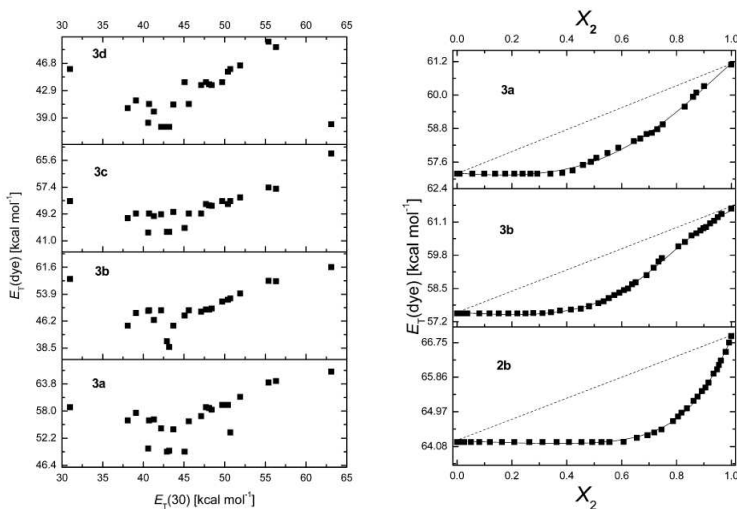 30 35 40 45 50 55 60 65
3d
46.8
42.9
39.0
3c
65.6
57.4
49.2
41.0
3b
61.6
53.9
46.2
38.5
3a
63.8
58.0
52.2
46.4
30 35 40 45 50 55 60 65
E_T(dye) [kcal mol⁻¹]
E_T(30) [kcal mol⁻¹]
X₂
0.0 0.2 0.4 0.6 0.8 1.0
3a
61.2
60.0
58.8
57.6
62.4
3b
61.1
59.8
58.5
57.2
2b
66.75
65.86
64.97
64.08
0.0 0.2 0.4 0.6 0.8 1.0
E_T(dye) [kcal mol⁻¹]
X₂